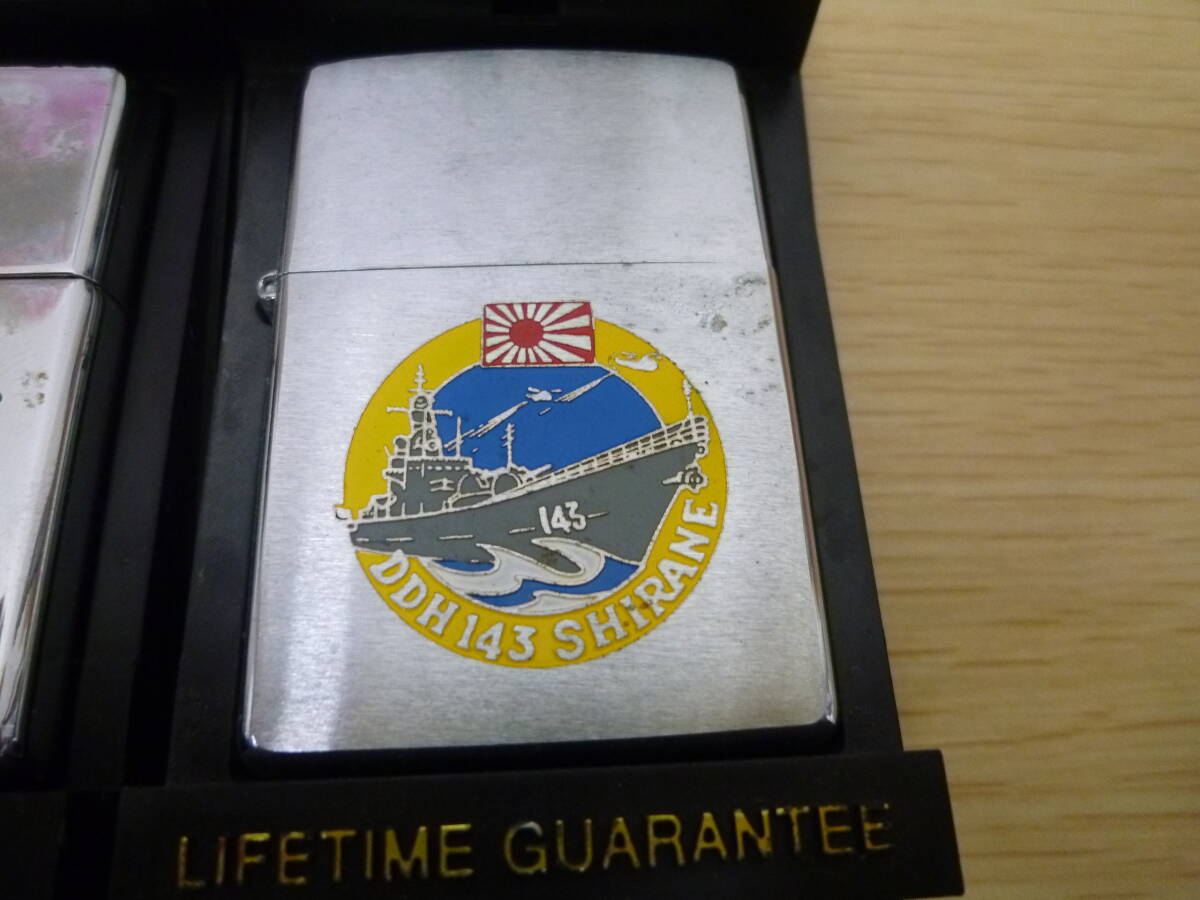 143
DDH 143 SHIRANE
LIFETIME GUARANTEE